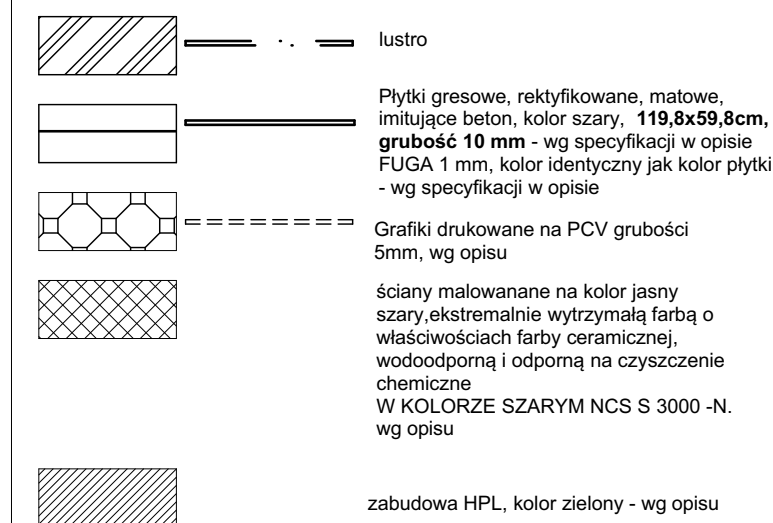 lustro
Płytki gresowe, rektyfikowane, matowe,
imitujące beton, kolor szary, 119,8x59,8cm,
grubość 10 mm - wg specyfikacji w opisie
FUGA 1 mm, kolor identyczny jak kolor płytki
- wg specyfikacji w opisie
Grafiki drukowane na PCV grubości
5mm, wg opisu
ściany malowanane na kolor jasny
szary,ekstremalnie wytrzymałą farbą o
właściwościach farby ceramicznej,
wodoodporną i odporną na czyszczenie
chemiczne
W KOLORZE SZARYM NCS S 3000 -N.
wg opisu
zabudowa HPL, kolor zielony - wg opisu